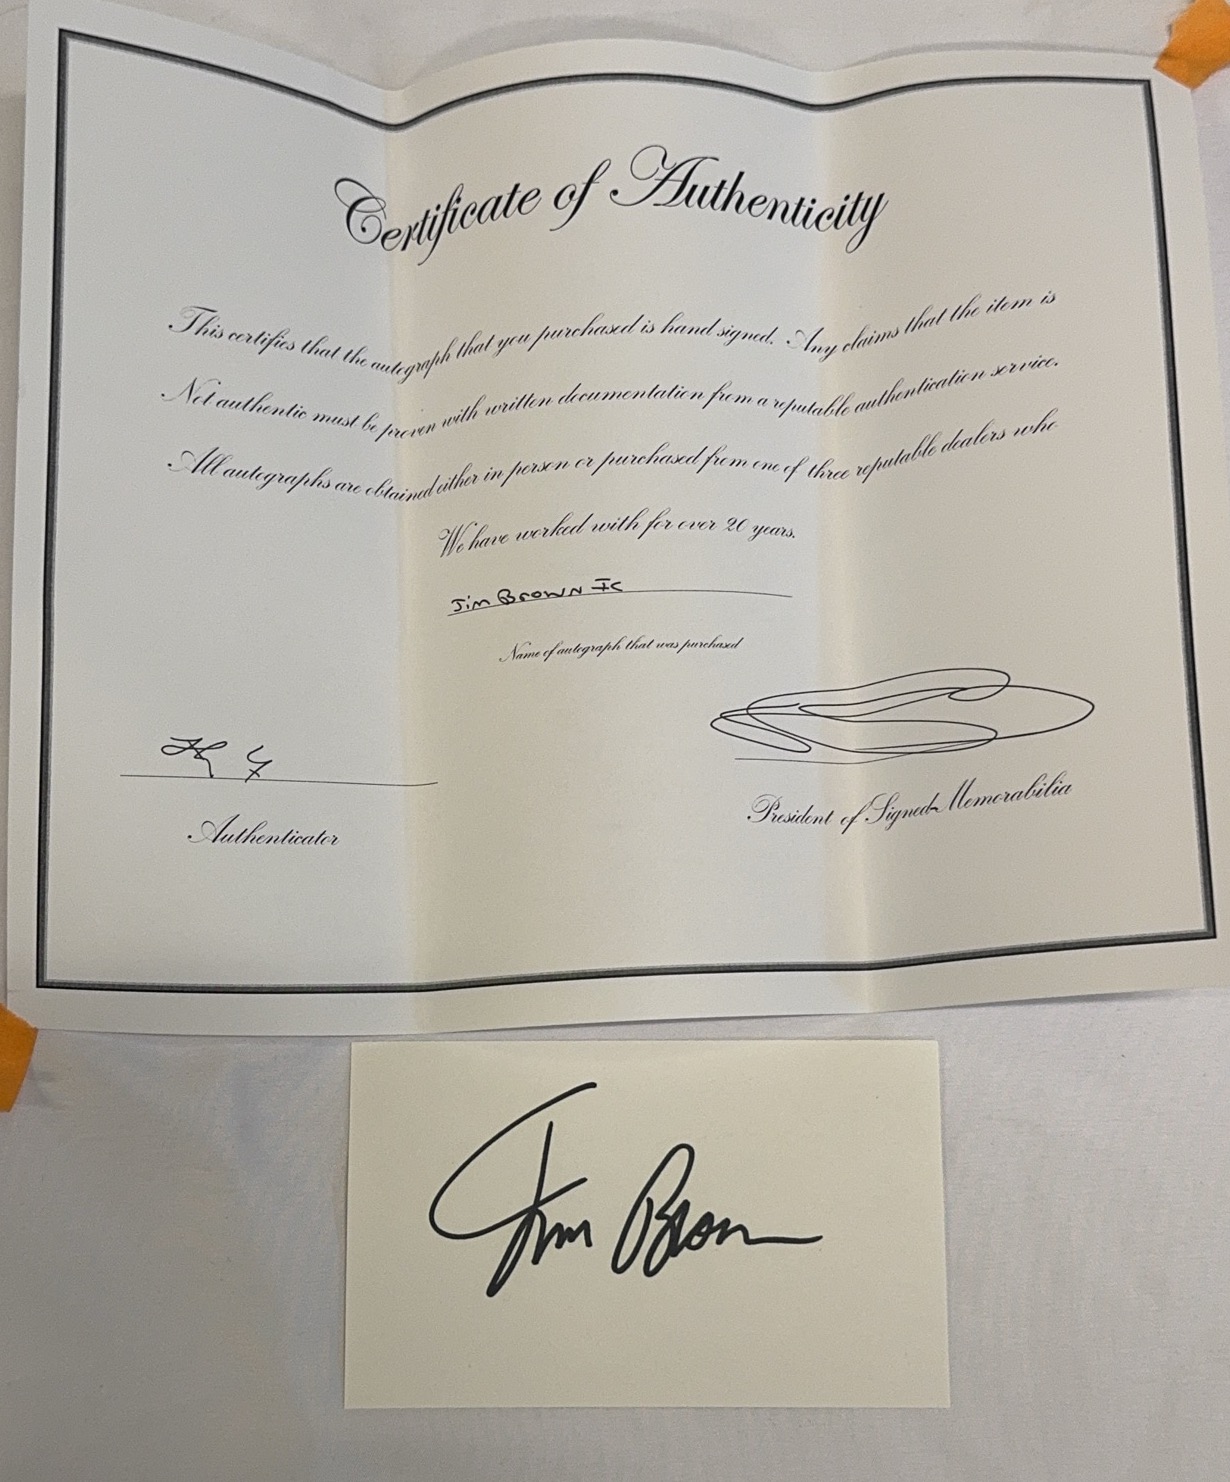 Certificate of Authenticity
This certifies that the autograph that you purchased is hand signed. Any claims that the item is
Not authentic must be proven with written documentation from a reputable authentication service.
All autographs are obtained either in person or purchased from one of three reputable dealers who
We have worked with for over 20 years.
Jim Brown IC
Name of autograph that was purchased
Authenticator
President of Signed-Memorabilia
Jim Brown